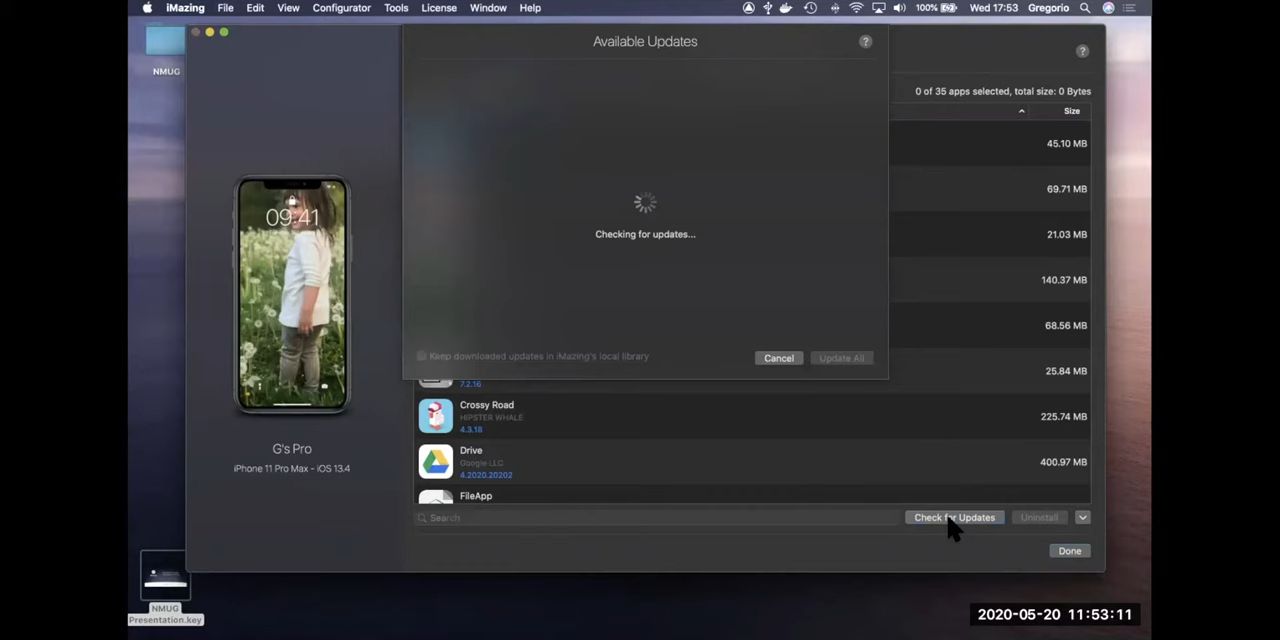 iMazing File Edit View Configurator Tools License Window Help 100% Wed 17:53 Gregorio
NMUG
Available Updates ?
?
0 of 35 apps selected, total size: 0 Bytes
Size
45.10 MB
69.71 MB
21.03 MB
140.37 MB
68.56 MB
25.84 MB
09:41
Checking for updates...
Keep downloaded updates in iMazing's local library
Cancel Update All
7.2.16
Crossy Road
HIPSTER WHALE
4.3.18
225.74 MB
Drive
Google LLC
4.2020.20202
400.97 MB
FileApp
G's Pro
iPhone 11 Pro Max - iOS 13.4
Search
Check for Updates Uninstall
Done
NMUG
Presentation.key
2020-05-20 11:53:11